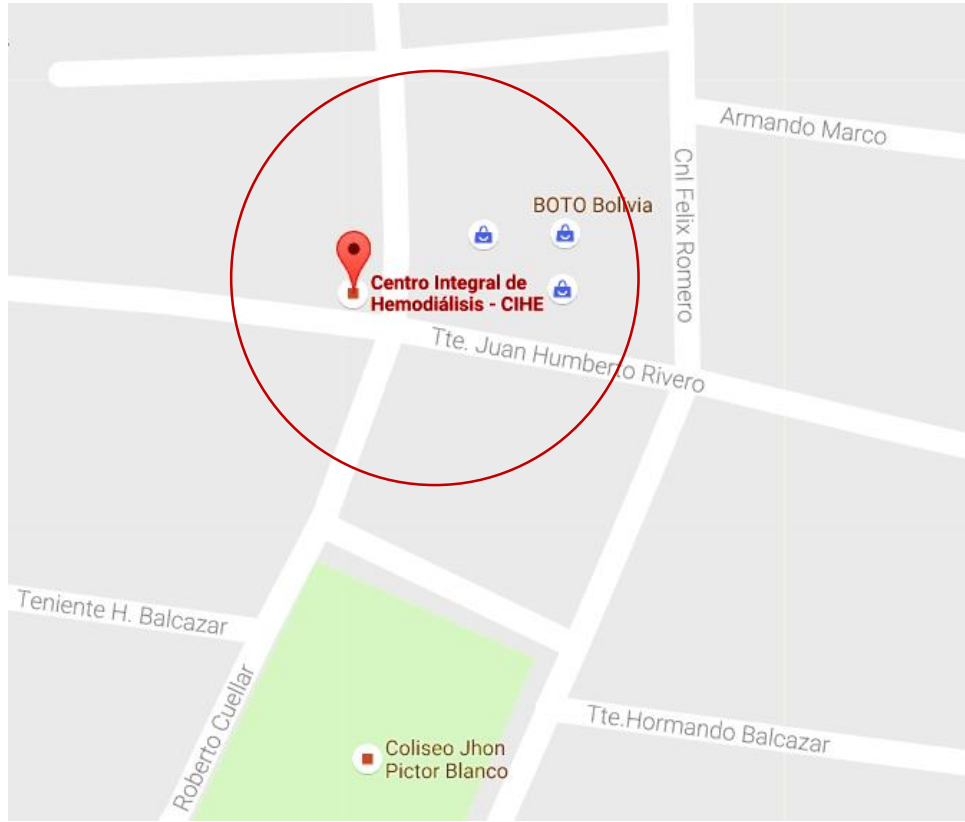 Armando Marco
Cnl Felix Romero
BOTO Bolivia
Centro Integral de
Hemodiálisis - CIHE
Tte. Juan Humberto Rivero
Teniente H. Balcazar
Roberto Cuellar
Tte.Hormando Balcazar
Coliseo Jhon
Pictor Blanco